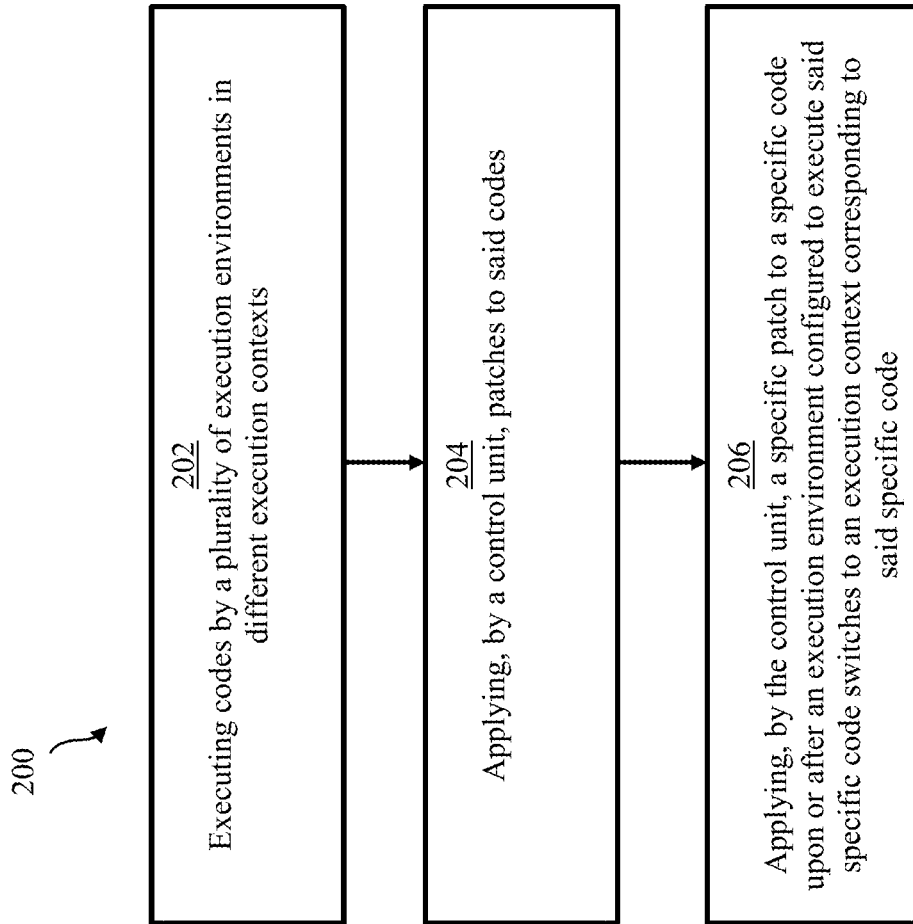 200
202
Executing codes by a plurality of execution environments in
different execution contexts
204
Applying, by a control unit, patches to said codes
206
Applying, by the control unit, a specific patch to a specific code
upon or after an execution environment configured to execute said
specific code switches to an execution context corresponding to
said specific code